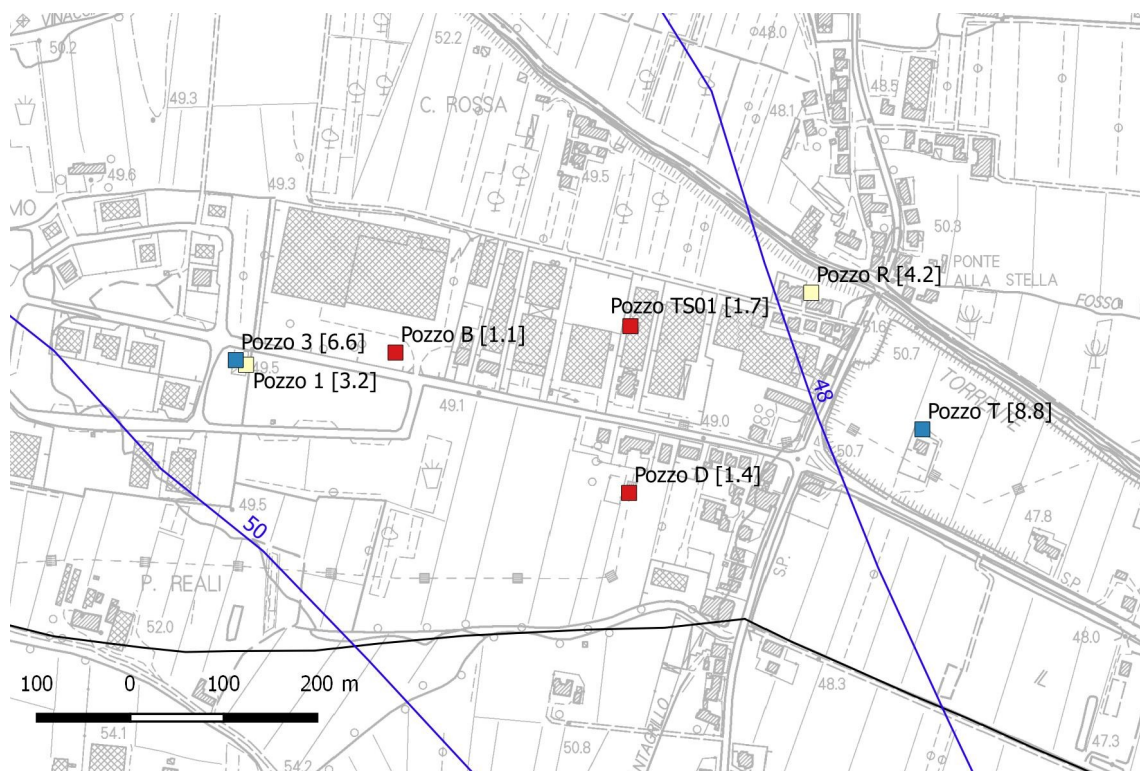 VINACCI
50.2
52.2
48.0
49.3
C. ROSSA
48.1
48.5
49.6
49.3
49.5
MO
50.3
PONTE
ALLA STELLA
Pozzo R [4.2]
FOSSO
Pozzo TS01 [1.7]
51.6
Pozzo 3 [6.6]
Pozzo B [1.1]
50.7
49.5
Pozzo 1 [3.2]
TORRENTE
49.1
48
Pozzo T [8.8]
49.0
50.7
Pozzo D [1.4]
49.5
50
47.8
P. REALI
S.P.
S.P.
52.0
48.0
100 0 100 200 m
48.3
IL
54.1
50.8
47.3
54.2